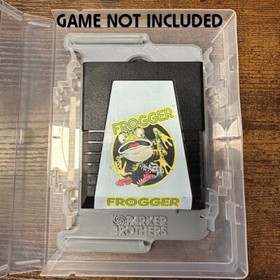 GAME NOT INCLUDED
FROGGER
FROGGER
PARKER
BROTHERS